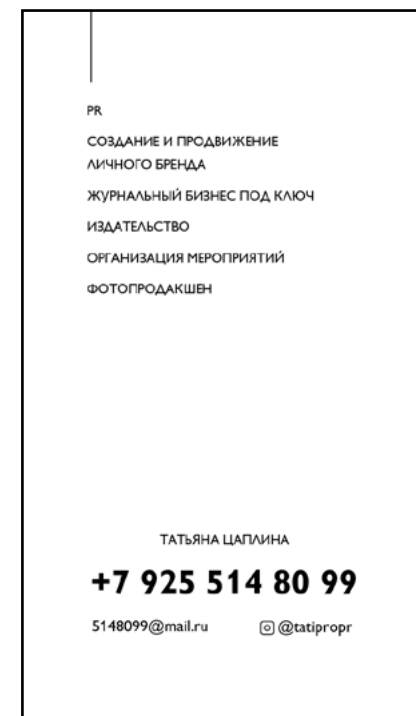 PR
СОЗДАНИЕ И ПРОДВИЖЕНИЕ
ЛИЧНОГО БРЕНДА
ЖУРНАЛЬНЫЙ БИЗНЕС ПОД КЛЮЧ
ИЗДАТЕЛЬСТВО
ОРГАНИЗАЦИЯ МЕРОПРИЯТИЙ
ФОТОПРОДАКШЕН
ТАТЬЯНА ЦАПЛИНА
+7 925 514 80 99
5148099@mail.ru @tatipropr